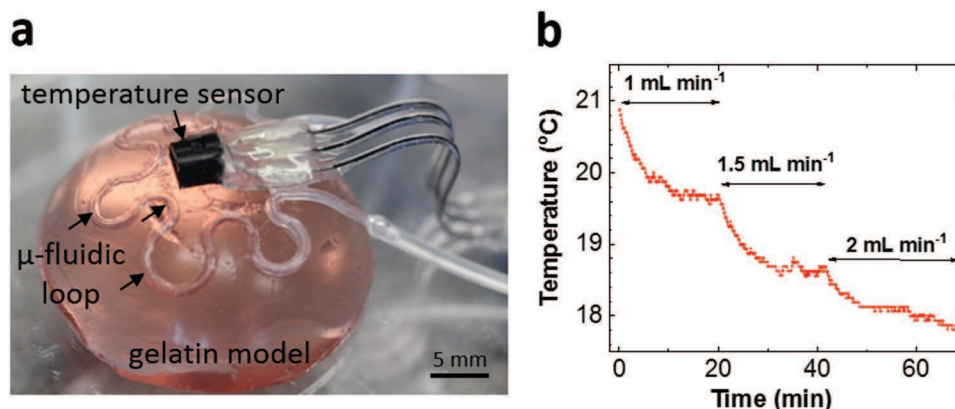 a
temperature sensor
μ-fluidic
loop
gelatin model
5 mm
b
Temperature (°C)
21
20
19
18
1 mL min⁻¹
1.5 mL min⁻¹
2 mL min⁻¹
0
20
40
60
Time (min)